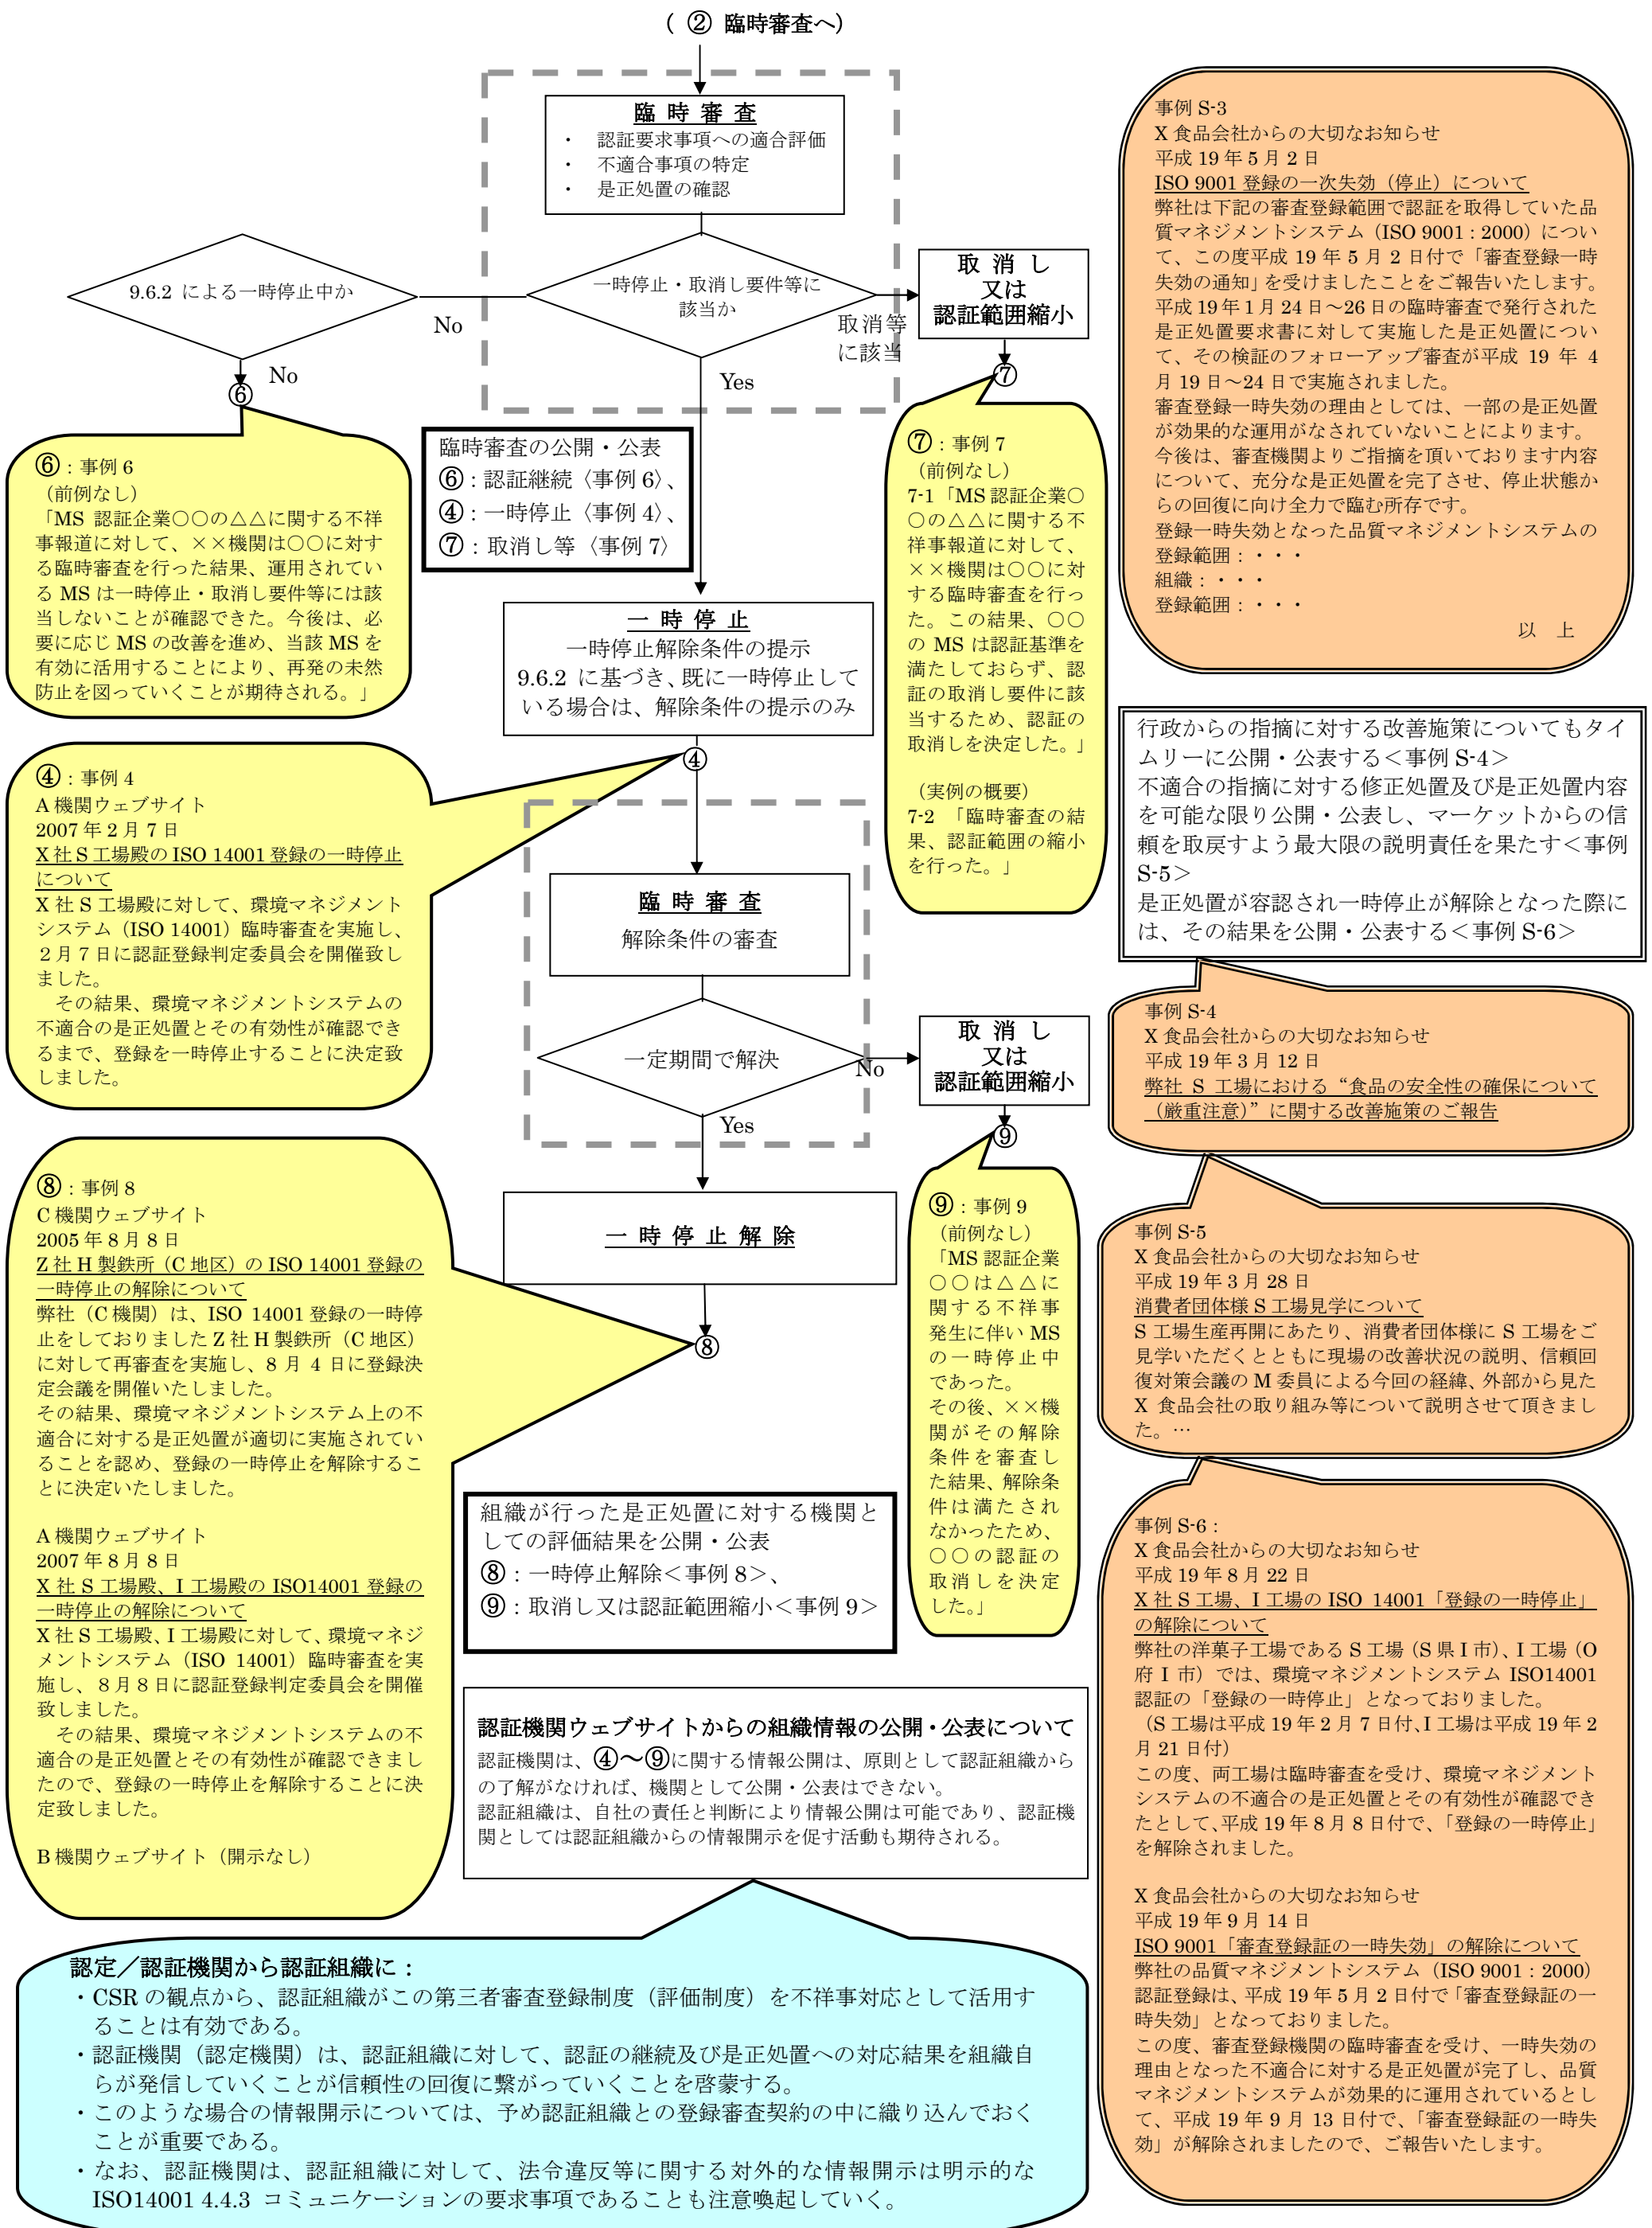 （ ② 臨時審査へ）
臨 時 審 査
・ 認証要求事項への適合評価
・ 不適合事項の特定
・ 是正処置の確認
9.6.2 による一時停止中か
No
一時停止・取消し要件等に
該当か
取消等
に該当
取 消 し
又は
認証範囲縮小
No
⑥
Yes
⑦
臨時審査の公開・公表
⑥：認証継続〈事例 6〉、
④：一時停止〈事例 4〉、
⑦：取消し等〈事例 7〉
⑥：事例 6
（前例なし）
「MS 認証企業〇〇の△△に関する不祥
事報道に対して、××機関は〇〇に対す
る臨時審査を行った結果、運用されてい
る MS は一時停止・取消し要件等には該
当しないことが確認できた。今後は、必
要に応じ MS の改善を進め、当該 MS を
有効に活用することにより、再発の未然
防止を図っていくことが期待される。」
⑦：事例 7
（前例なし）
7-1「MS 認証企業〇
〇の△△に関する不
祥事報道に対して、
××機関は〇〇に対
する臨時審査を行っ
た。この結果、〇〇
の MS は認証基準を
満たしておらず、認
証の取消し要件に該
当するため、認証の
取消しを決定した。」
（実例の概要）
7-2 「臨時審査の結
果、認証範囲の縮小
を行った。」
一 時 停 止
一時停止解除条件の提示
9.6.2 に基づき、既に一時停止して
いる場合は、解除条件の提示のみ
④
④：事例 4
A 機関ウェブサイト
2007 年 2 月 7 日
X 社 S 工場殿の ISO 14001 登録の一時停止
について
X 社 S 工場殿に対して、環境マネジメント
システム（ISO 14001）臨時審査を実施し、
２月７日に認証登録判定委員会を開催致し
ました。
その結果、環境マネジメントシステムの
不適合の是正処置とその有効性が確認でき
るまで、登録を一時停止することに決定致
しました。
臨 時 審 査
解除条件の審査
一定期間で解決
No
取 消 し
又は
認証範囲縮小
Yes
⑨
一 時 停 止 解 除
⑧
⑧：事例 8
C 機関ウェブサイト
2005 年 8 月 8 日
Z 社 H 製鉄所（C 地区）の ISO 14001 登録の
一時停止の解除について
弊社（C 機関）は、ISO 14001 登録の一時停
止をしておりました Z 社 H 製鉄所（C 地区）
に対して再審査を実施し、8 月 4 日に登録決
定会議を開催いたしました。
その結果、環境マネジメントシステム上の不
適合に対する是正処置が適切に実施されてい
ることを認め、登録の一時停止を解除するこ
とに決定いたしました。
A 機関ウェブサイト
2007 年 8 月 8 日
X 社 S 工場殿、I 工場殿の ISO14001 登録の
一時停止の解除について
X 社 S 工場殿、I 工場殿に対して、環境マネジ
メントシステム（ISO 14001）臨時審査を実
施し、８月８日に認証登録判定委員会を開催
致しました。
その結果、環境マネジメントシステムの不
適合の是正処置とその有効性が確認できまし
たので、登録の一時停止を解除することに決
定致しました。
B 機関ウェブサイト（開示なし）
⑨：事例 9
（前例なし）
「MS 認証企業
〇〇は△△に
関する不祥事
発生に伴い MS
の一時停止中
であった。
その後、××機
関がその解除
条件を審査し
た結果、解除条
件は満たされ
なかったため、
〇〇の認証の
取消しを決定
した。」
組織が行った是正処置に対する機関と
しての評価結果を公開・公表
⑧：一時停止解除＜事例 8＞、
⑨：取消し又は認証範囲縮小＜事例 9＞
認証機関ウェブサイトからの組織情報の公開・公表について
認証機関は、④～⑨に関する情報公開は、原則として認証組織から
の了解がなければ、機関として公開・公表はできない。
認証組織は、自社の責任と判断により情報公開は可能であり、認証機
関としては認証組織からの情報開示を促す活動も期待される。
認定／認証機関から認証組織に：
・CSR の観点から、認証組織がこの第三者審査登録制度（評価制度）を不祥事対応として活用す
ることは有効である。
・認証機関（認定機関）は、認証組織に対して、認証の継続及び是正処置への対応結果を組織自
らが発信していくことが信頼性の回復に繋がっていくことを啓蒙する。
・このような場合の情報開示については、予め認証組織との登録審査契約の中に織り込んでおく
ことが重要である。
・なお、認証機関は、認証組織に対して、法令違反等に関する対外的な情報開示は明示的な
ISO14001 4.4.3 コミュニケーションの要求事項であることも注意喚起していく。
事例 S-3
X 食品会社からの大切なお知らせ
平成 19 年 5 月 2 日
ISO 9001 登録の一次失効（停止）について
弊社は下記の審査登録範囲で認証を取得していた品
質マネジメントシステム（ISO 9001：2000）につい
て、この度平成 19 年 5 月 2 日付で「審査登録一時
失効の通知」を受けましたことをご報告いたします。
平成 19 年 1 月 24 日～26 日の臨時審査で発行された
是正処置要求書に対して実施した是正処置につい
て、その検証のフォローアップ審査が平成 19 年 4
月 19 日～24 日で実施されました。
審査登録一時失効の理由としては、一部の是正処置
が効果的な運用がなされていないことによります。
今後は、審査機関よりご指摘を頂いております内容
について、充分な是正処置を完了させ、停止状態か
らの回復に向け全力で臨む所存です。
登録一時失効となった品質マネジメントシステムの
登録範囲：・・・
組織：・・・
登録範囲：・・・
以 上
行政からの指摘に対する改善施策についてもタイ
ムリーに公開・公表する＜事例 S-4＞
不適合の指摘に対する修正処置及び是正処置内容
を可能な限り公開・公表し、マーケットからの信
頼を取戻すよう最大限の説明責任を果たす＜事例
S-5＞
是正処置が容認され一時停止が解除となった際に
は、その結果を公開・公表する＜事例 S-6＞
事例 S-4
X 食品会社からの大切なお知らせ
平成 19 年 3 月 12 日
弊社 S 工場における“食品の安全性の確保について
（厳重注意）”に関する改善施策のご報告
事例 S-5
X 食品会社からの大切なお知らせ
平成 19 年 3 月 28 日
消費者団体様 S 工場見学について
S 工場生産再開にあたり、消費者団体様に S 工場をご
見学いただくとともに現場の改善状況の説明、信頼回
復対策会議の M 委員による今回の経緯、外部から見た
X 食品会社の取り組み等について説明させて頂きまし
た。…
事例 S-6：
X 食品会社からの大切なお知らせ
平成 19 年 8 月 22 日
X 社 S 工場、I 工場の ISO 14001「登録の一時停止」
の解除について
弊社の洋菓子工場である S 工場（S 県 I 市）、I 工場（O
府 I 市）では、環境マネジメントシステム ISO14001
認証の「登録の一時停止」となっておりました。
（S 工場は平成 19 年 2 月 7 日付、I 工場は平成 19 年 2
月 21 日付）
この度、両工場は臨時審査を受け、環境マネジメント
システムの不適合の是正処置とその有効性が確認でき
たとして、平成 19 年 8 月 8 日付で、「登録の一時停止」
を解除されました。
X 食品会社からの大切なお知らせ
平成 19 年 9 月 14 日
ISO 9001「審査登録証の一時失効」の解除について
弊社の品質マネジメントシステム（ISO 9001：2000）
認証登録は、平成 19 年 5 月 2 日付で「審査登録証の一
時失効」となっておりました。
この度、審査登録機関の臨時審査を受け、一時失効の
理由となった不適合に対する是正処置が完了し、品質
マネジメントシステムが効果的に運用されているとし
て、平成 19 年 9 月 13 日付で、「審査登録証の一時失
効」が解除されましたので、ご報告いたします。